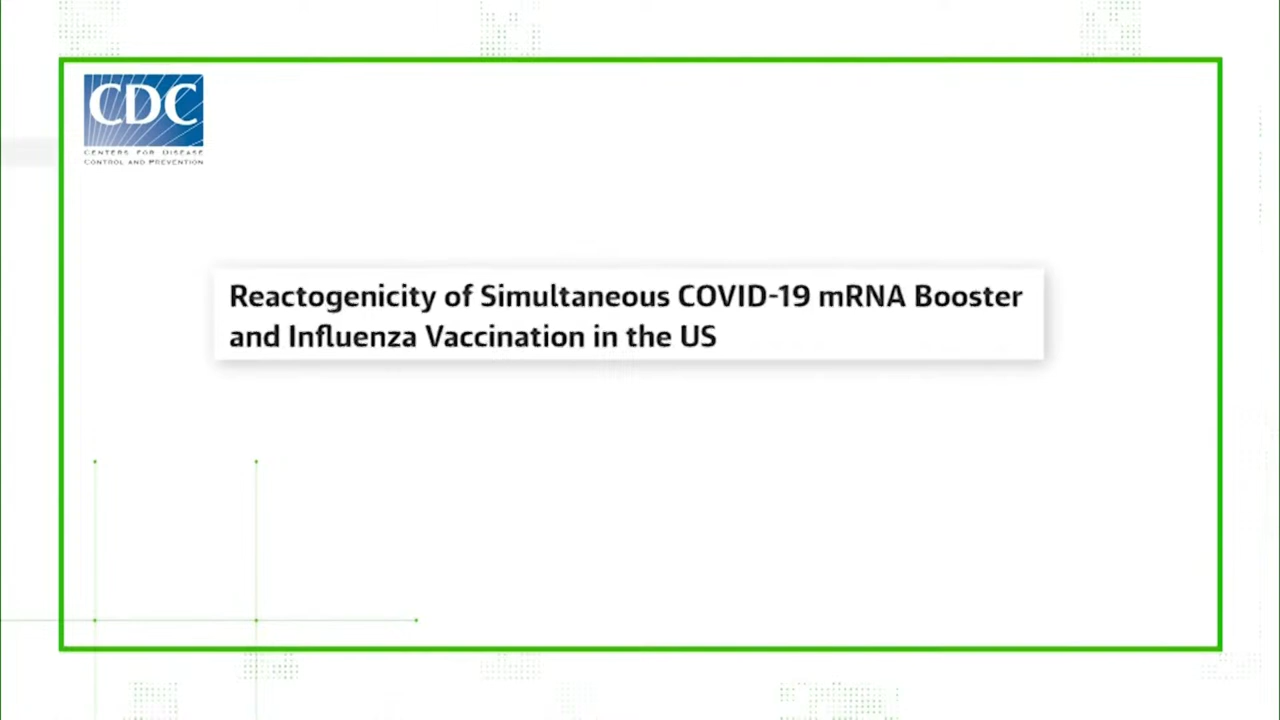 CDC
CENTERS FOR DISEASE
CONTROL AND PREVENTION
Reactogenicity of Simultaneous COVID-19 mRNA Booster
and Influenza Vaccination in the US